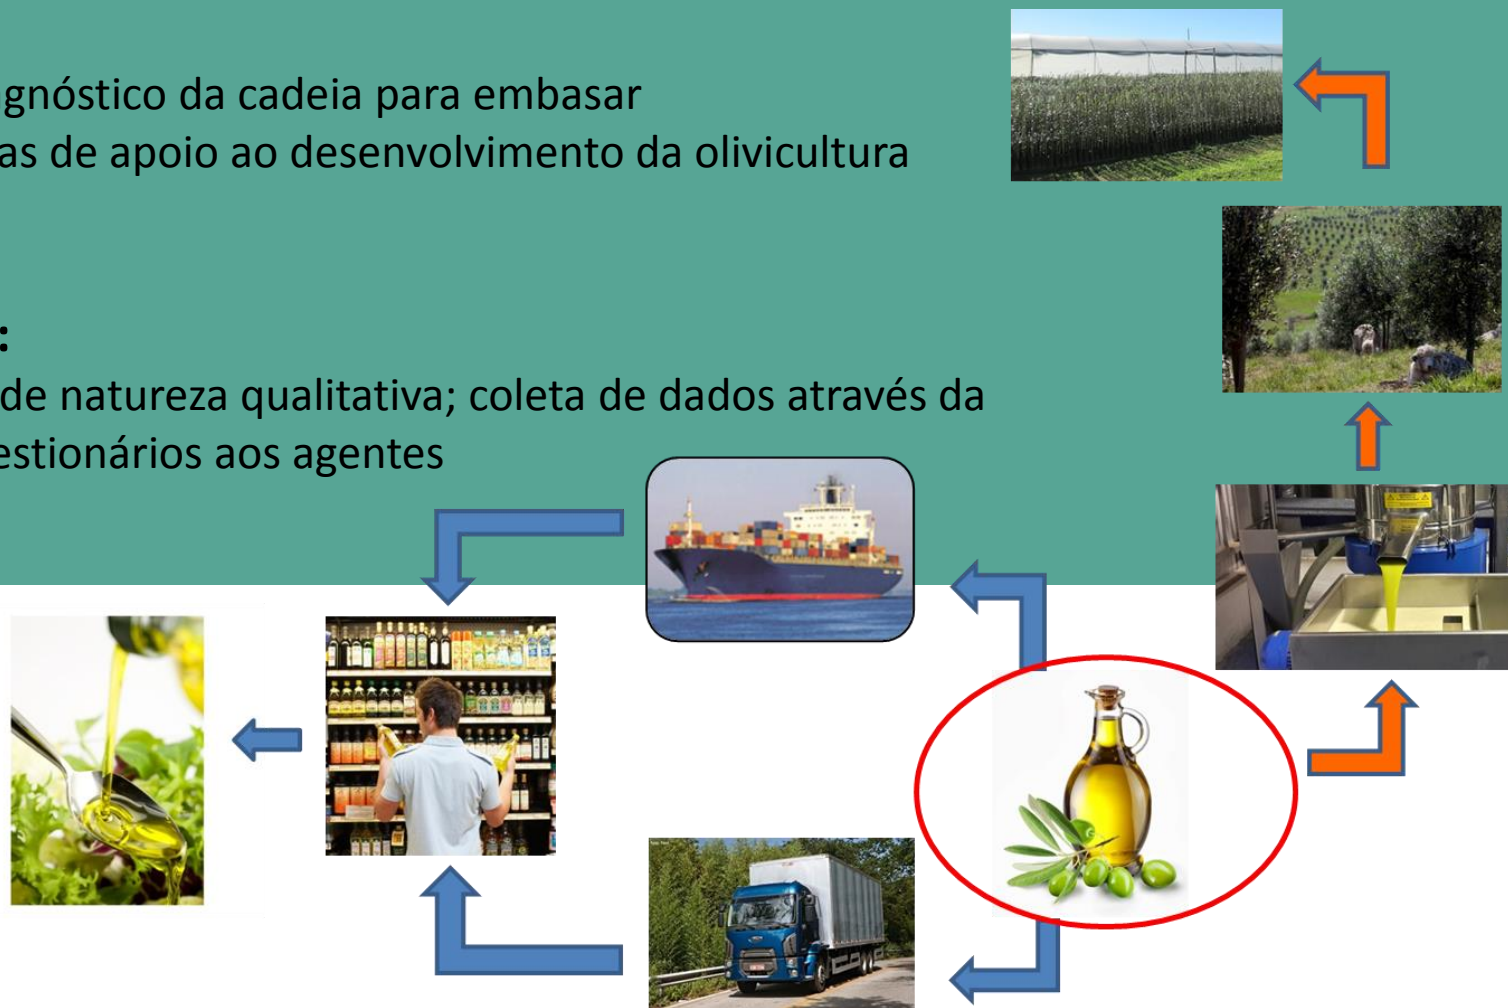 gnóstico da cadeia para embasar
as de apoio ao desenvolvimento da olivicultura
:
de natureza qualitativa; coleta de dados através da
estionários aos agentes